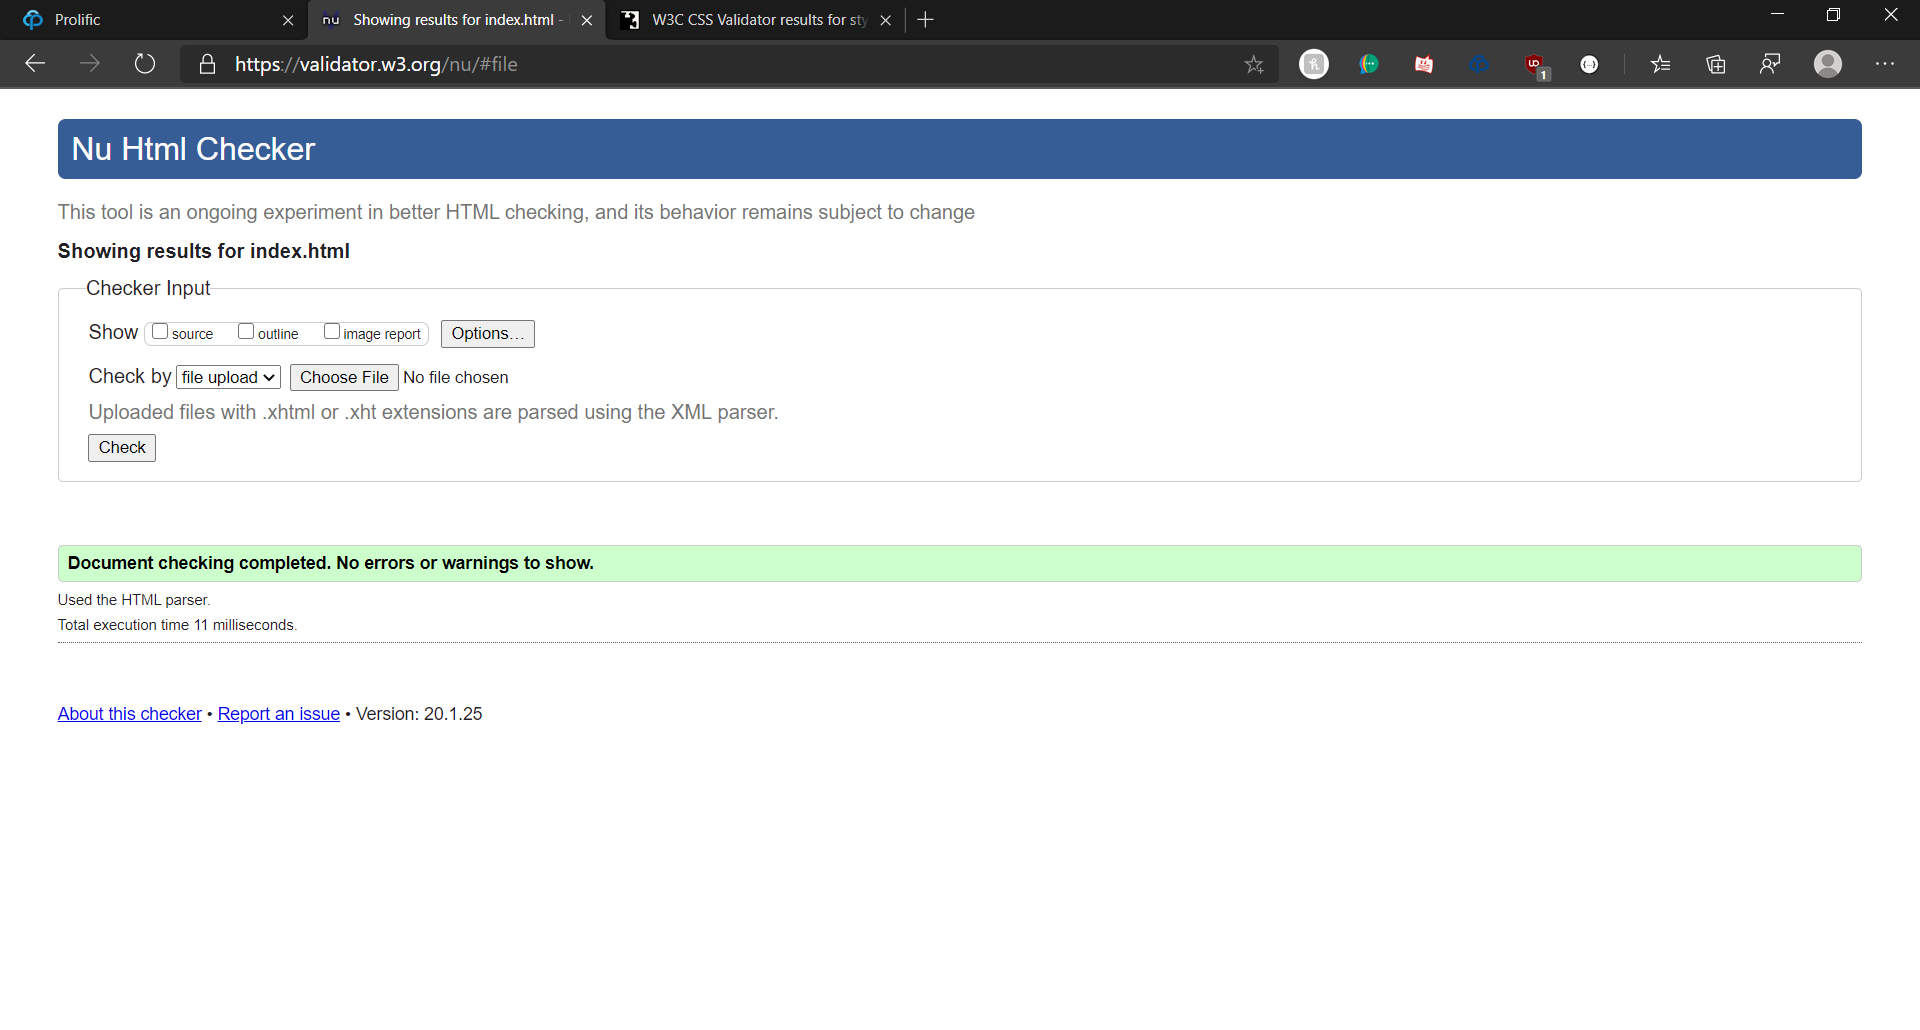 Prolific
nu Showing results for index.html -
W3C CSS Validator results for sty
https://validator.w3.org/nu/#file
1
Nu Html Checker
This tool is an ongoing experiment in better HTML checking, and its behavior remains subject to change
Showing results for index.html
Checker Input
Show source outline image report Options...
Check by file upload Choose File No file chosen
Uploaded files with .xhtml or .xht extensions are parsed using the XML parser.
Check
Document checking completed. No errors or warnings to show.
Used the HTML parser.
Total execution time 11 milliseconds.
About this checker • Report an issue • Version: 20.1.25